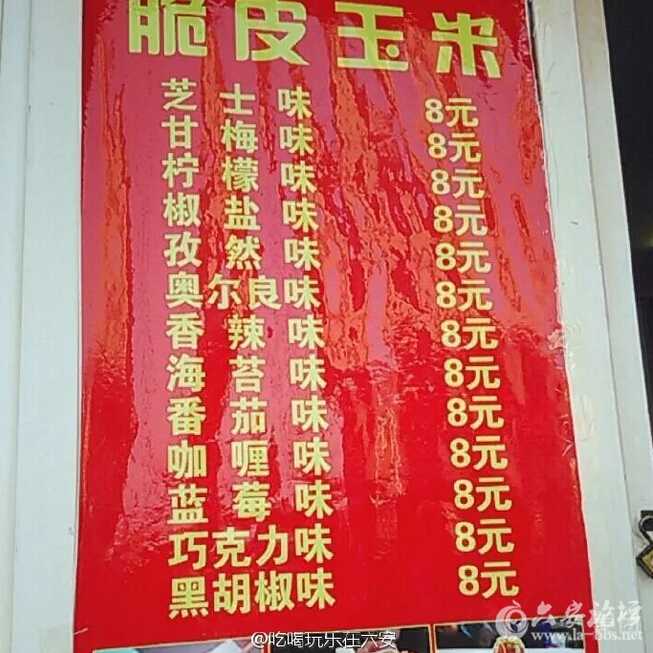 脆皮玉米
芝士味 8元
甘梅味 8元
柠檬味 8元
椒盐味 8元
孜然味 8元
奥尔良味 8元
香辣味 8元
海苔味 8元
番茄味 8元
咖喱味 8元
蓝莓味 8元
巧克力味 8元
黑胡椒味 8元
@吃喝玩乐在六安
六安论坛
www.la-bbs.net